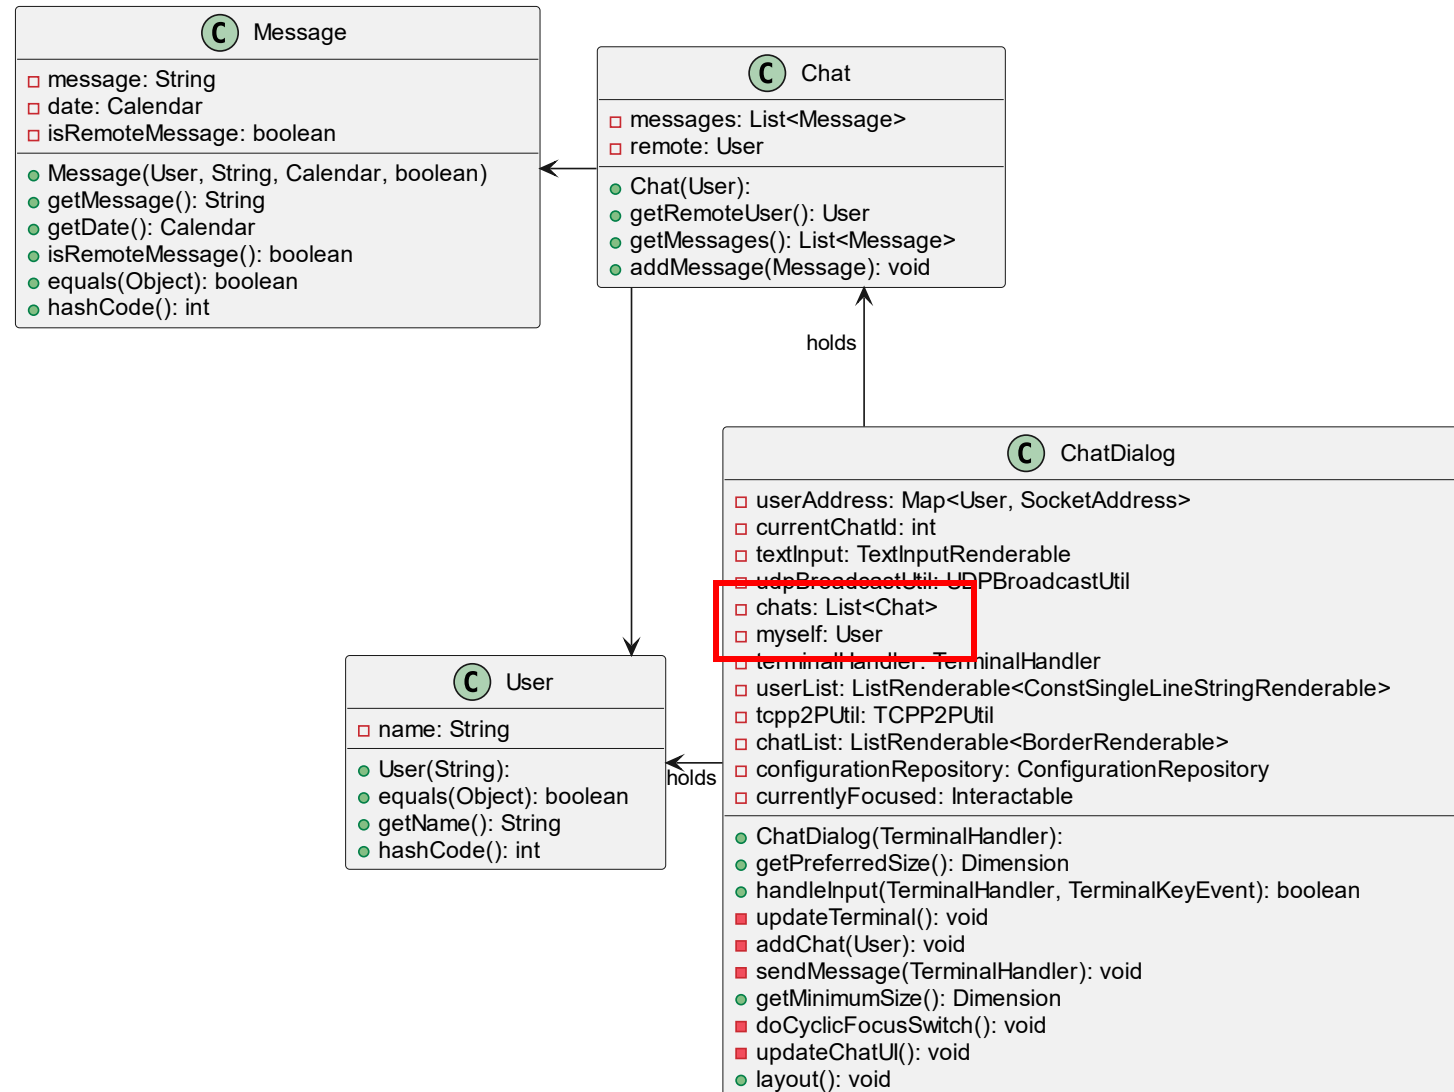 C Message
message: String
date: Calendar
isRemoteMessage: boolean
Message(User, String, Calendar, boolean)
getMessage(): String
getDate(): Calendar
isRemoteMessage(): boolean
equals(Object): boolean
hashCode(): int
C Chat
messages: List<Message>
remote: User
Chat(User):
getRemoteUser(): User
getMessages(): List<Message>
addMessage(Message): void
holds
C ChatDialog
userAddress: Map<User, SocketAddress>
currentChatId: int
textInput: TextInputRenderable
udpBroadcastUtil: UDPBroadcastUtil
chats: List<Chat>
myself: User
terminalHandler: TerminalHandler
userList: ListRenderable<ConstSingleLineStringRenderable>
tcpp2PUtil: TCPP2PUtil
chatList: ListRenderable<BorderRenderable>
configurationRepository: ConfigurationRepository
currentlyFocused: Interactable
ChatDialog(TerminalHandler):
getPreferredSize(): Dimension
handleInput(TerminalHandler, TerminalKeyEvent): boolean
updateTerminal(): void
addChat(User): void
sendMessage(TerminalHandler): void
getMinimumSize(): Dimension
doCyclicFocusSwitch(): void
updateChatUI(): void
layout(): void
C User
name: String
User(String):
equals(Object): boolean
getName(): String
hashCode(): int
holds